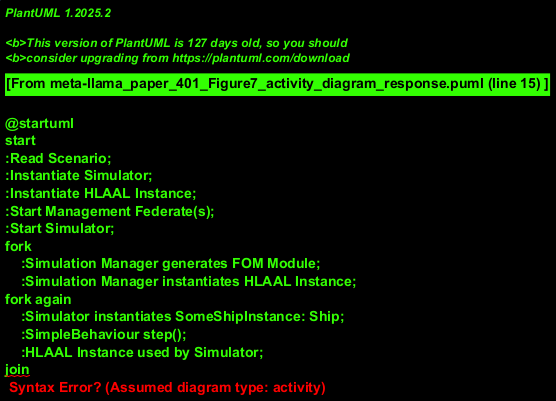 PlantUML 1.2025.2
<b>This version of PlantUML is 127 days old, so you should
<b>consider upgrading from https://plantuml.com/download
[From meta-llama_paper_401_Figure7_activity_diagram_response.puml (line 15) ]
@startuml
start
:Read Scenario;
:Instantiate Simulator;
:Instantiate HLAAL Instance;
:Start Management Federate(s);
:Start Simulator;
fork
:Simulation Manager generates FOM Module;
:Simulation Manager instantiates HLAAL Instance;
fork again
:Simulator instantiates SomeShipInstance: Ship;
:SimpleBehaviour step();
:HLAAL Instance used by Simulator;
join
Syntax Error? (Assumed diagram type: activity)